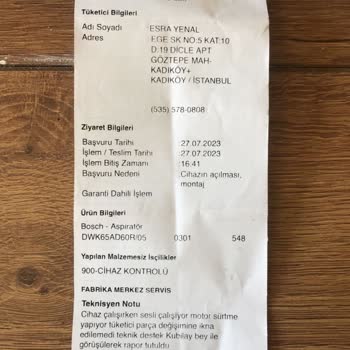 Tüketici Bilgileri
Adı Soyadı :ESRA YENAL
Adres :EGE SK NO:5 KAT:10
D:19 DİCLE APT
GÖZTEPE MAH-
KADIKÖY+
KADIKÖY / İSTANBUL
(535) 578-0808
Ziyaret Bilgileri
Başvuru Tarihi :27.07.2023
İşlem / Teslim Tarihi :27.07.2023
İşlem Bitiş Zamanı :16:41
Başvuru Nedeni :Cihazın açılması,
montaj
Garanti Dahili İşlem
Ürün Bilgileri
Bosch - Aspiratör
DWK65AD60R/05 0301 548
Yapılan Malzemesiz İşçilikler
900-CİHAZ KONTROLÜ
FABRİKA MERKEZ SERVİS
Teknisyen Notu
Cihaz çalışırken sesli çalışıyor motor sürtme
yapıyor tüketici parça değişimine ikna
edilemedi teknik destek Kubilay bey ile
görüşülerek rapor tutuldu